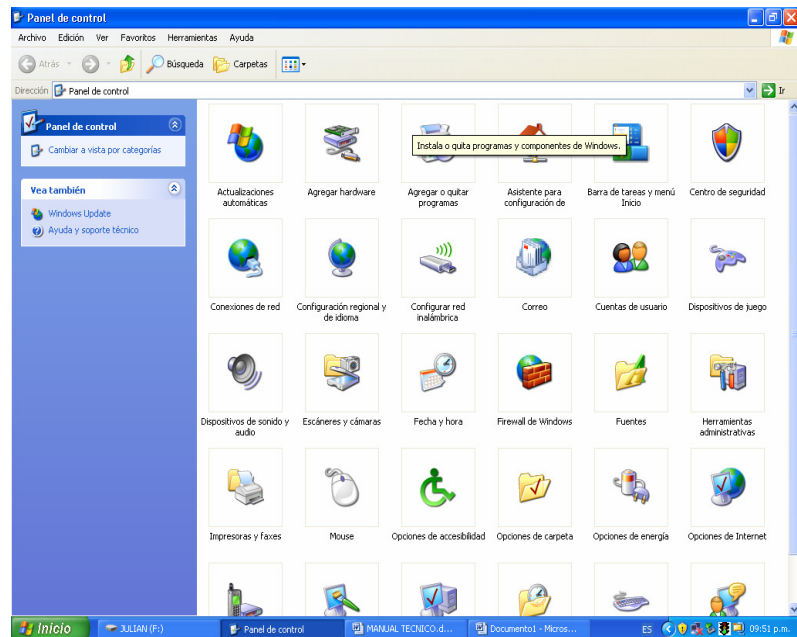 Panel de control
Archivo Edición Ver Favoritos Herramientas Ayuda
Atrás Búsqueda Carpetas
Dirección Panel de control Ir
Panel de control
Cambiar a vista por categorías
Vea también
Windows Update
Ayuda y soporte técnico
Instala o quita programas y componentes de Windows.
Actualizaciones
automáticas
Agregar hardware
Agregar o quitar
programas
Asistente para
configuración de
Barra de tareas y menú
Inicio
Centro de seguridad
Conexiones de red
Configuración regional y
de idioma
Configurar red
inalámbrica
Correo
Cuentas de usuario
Dispositivos de juego
Dispositivos de sonido y
audio
Escáneres y cámaras
Fecha y hora
Firewall de Windows
Fuentes
Herramientas
administrativas
Impresoras y faxes
Mouse
Opciones de accesibilidad
Opciones de carpeta
Opciones de energía
Opciones de Internet
Inicio JULIAN (F:) Panel de control MANUAL TECNICO.d... Documento1 - Micros... ES 09:51 p.m.